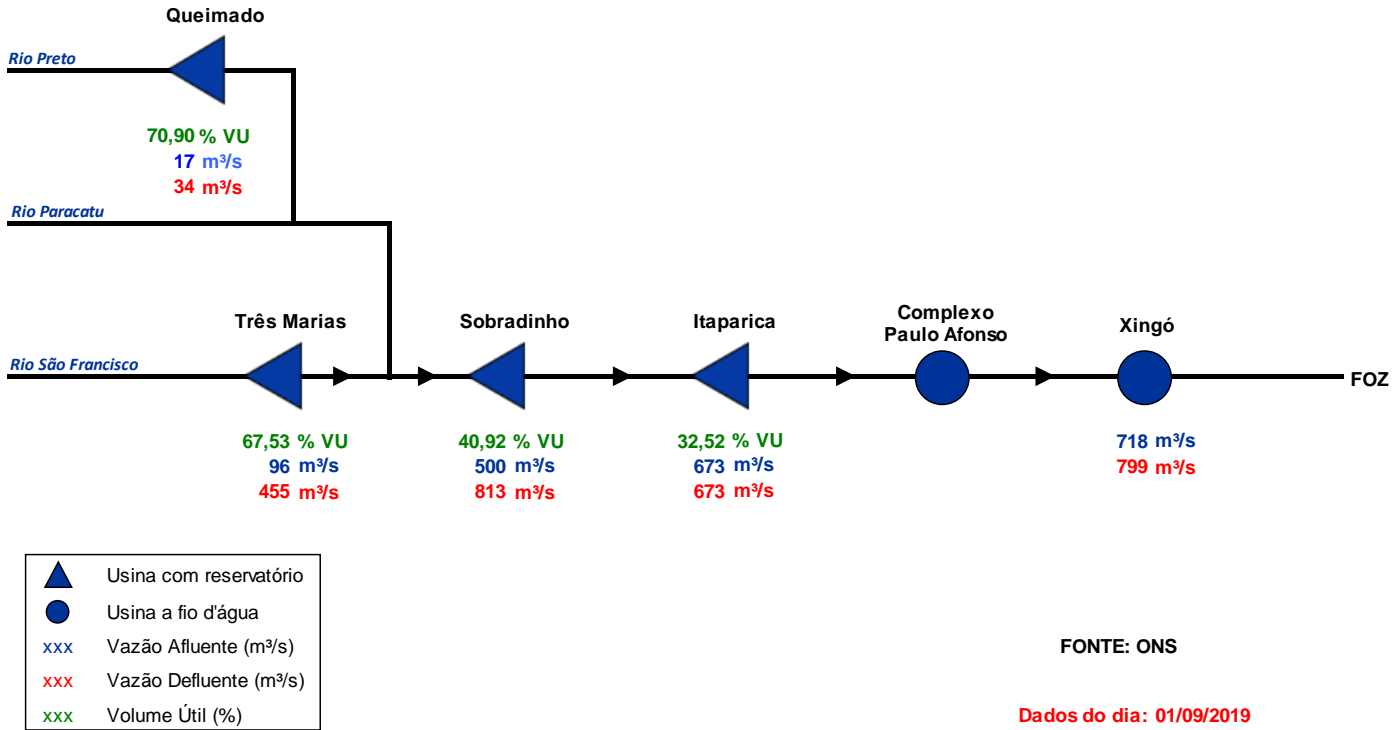 Queimado
Rio Preto
70,90 % VU
17 m³/s
34 m³/s
Rio Paracatu
Três Marias
Sobradinho
Itaparica
Complexo
Paulo Afonso
Xingó
Rio São Francisco
FOZ
67,53 % VU
96 m³/s
455 m³/s
40,92 % VU
500 m³/s
813 m³/s
32,52 % VU
673 m³/s
673 m³/s
718 m³/s
799 m³/s
Usina com reservatório
Usina a fio d'água
xxx Vazão Afluente (m³/s)
xxx Vazão Defluente (m³/s)
xxx Volume Útil (%)
FONTE: ONS
Dados do dia: 01/09/2019